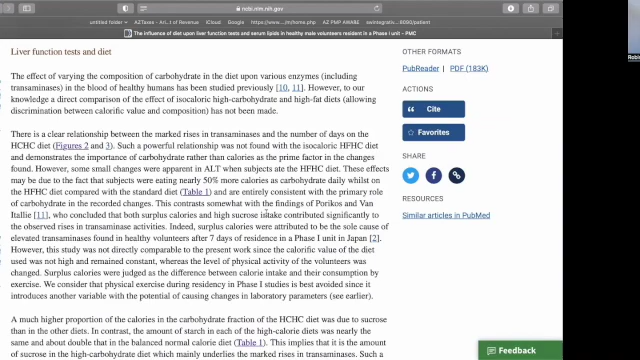 ncbi.nlm.nih.gov
untitled folder
AZTaxes - Ari...t of Revenue
iCloud
Google
https://www.../m/home.php
AZ PMP AWARE
The influence of diet upon liver function tests and serum lipids in healthy male volunteers resident in a Phase I unit - PMC
Liver function tests and diet
The effect of varying the composition of carbohydrate in the diet upon various enzymes (including
transaminases) in the blood of healthy humans has been studied previously [10, 11]. However, to our
knowledge a direct comparison of the effect of isocaloric high-carbohydrate and high-fat diets (allowing
discrimination between calorific value and composition) has not been made.
There is a clear relationship between the marked rises in transaminases and the number of days on the
HCHC diet (Figures 2 and 3). Such a powerful relationship was not found with the isocaloric HFHC diet
and demonstrates the importance of carbohydrate rather than calories as the prime factor in the changes
found. However, some small changes were apparent in ALT when subjects ate the HFHC diet. These effects
may be due to the fact that subjects were eating nearly 50% more calories as carbohydrate daily whilst on
the HFHC diet compared with the standard diet (Table 1) and are entirely consistent with the primary role
of carbohydrate in the recorded changes. This contrasts somewhat with the findings of Porikos and Van
Itallie [11], who concluded that both surplus calories and high sucrose intake contributed significantly to
the observed rises in transaminase activities. Indeed, surplus calories were attributed to be the sole cause of
elevated transaminases found in healthy volunteers after 7 days of residence in a Phase I unit in Japan [2].
However, this study was not directly comparable to the present work since the calorific value of the diet
used was not high and remained constant, whereas the level of physical activity of the volunteers was
changed. Surplus calories were judged as the difference between calorie intake and their consumption by
exercise. We consider that physical exercise during residency in Phase I studies is best avoided since it
introduces another variable with the potential of causing changes in laboratory parameters (see earlier).
A much higher proportion of the calories in the carbohydrate fraction of the HCHC diet was due to sucrose
than in the other diets. In contrast, the amount of starch in each of the high-calorie diets was nearly the
same and about double that in the balanced normal calorie diet (Table 1). This implies that it is the amount
of sucrose in the high-carbohydrate diet which mainly underlies the marked rises in transaminases. Such a
OTHER FORMATS
PubReader | PDF (183K)
ACTIONS
Cite
Favorites
SHARE
RESOURCES
Similar articles in PubMed
Feedback